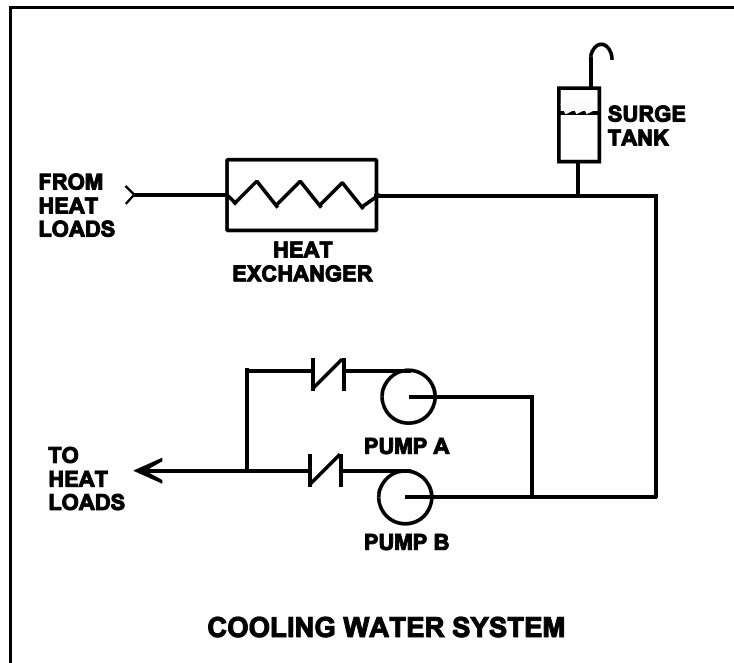 SURGE
TANK
FROM
HEAT
LOADS
HEAT
EXCHANGER
PUMP A
TO
HEAT
LOADS
PUMP B
COOLING WATER SYSTEM